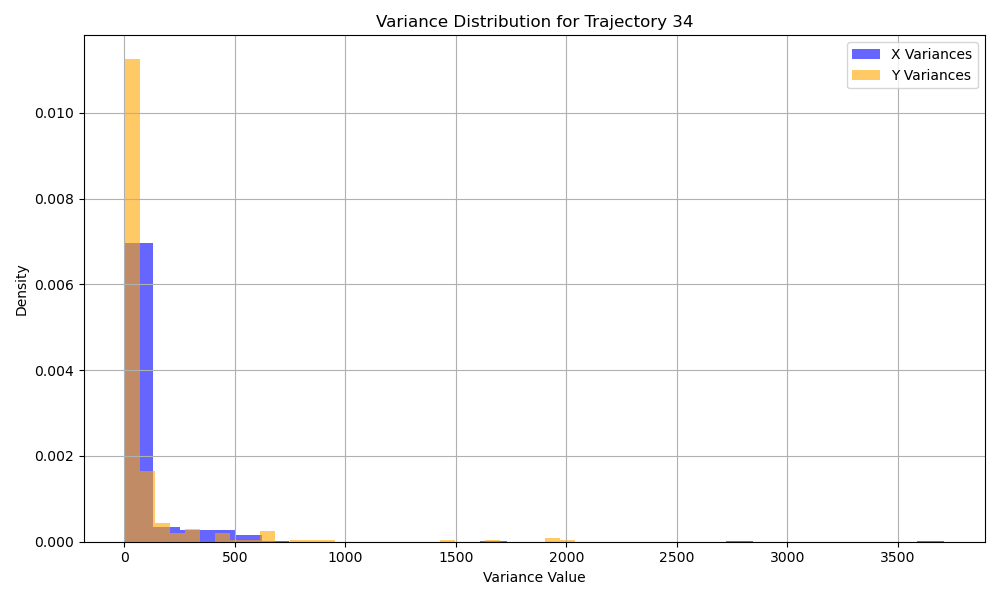 Variance Distribution for Trajectory 34
X Variances
Y Variances
Density
0.010
0.008
0.006
0.004
0.002
0.000
0 500 1000 1500 2000 2500 3000 3500
Variance Value